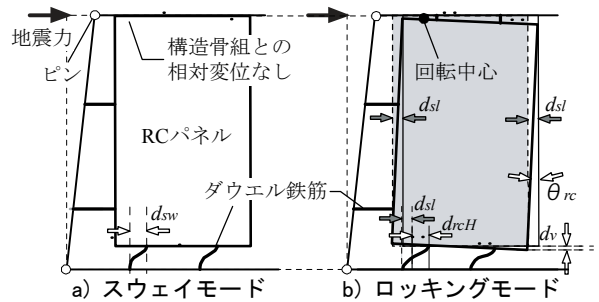 地震力
ピン
構造骨組との
相対変位なし
RCパネル
ダウエル鉄筋
dsw
a) スウェイモード
回転中心
dsl
dsl
θrc
dsl
drcH
dv
b) ロッキングモード